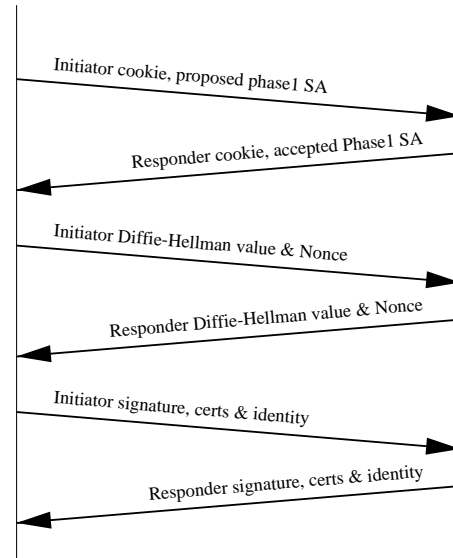 Initiator cookie, proposed phase1 SA
Responder cookie, accepted Phase1 SA
Initiator Diffie-Hellman value & Nonce
Responder Diffie-Hellman value & Nonce
Initiator signature, certs & identity
Responder signature, certs & identity